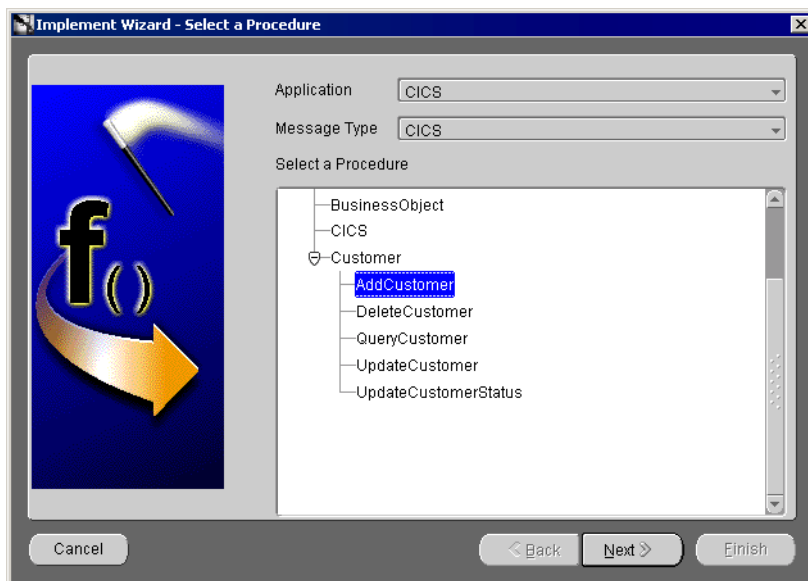 Implement Wizard - Select a Procedure
Application CICS
Message Type CICS
Select a Procedure
BusinessObject
CICS
Customer
AddCustomer
DeleteCustomer
QueryCustomer
UpdateCustomer
UpdateCustomerStatus
f()
Cancel Back Next Finish